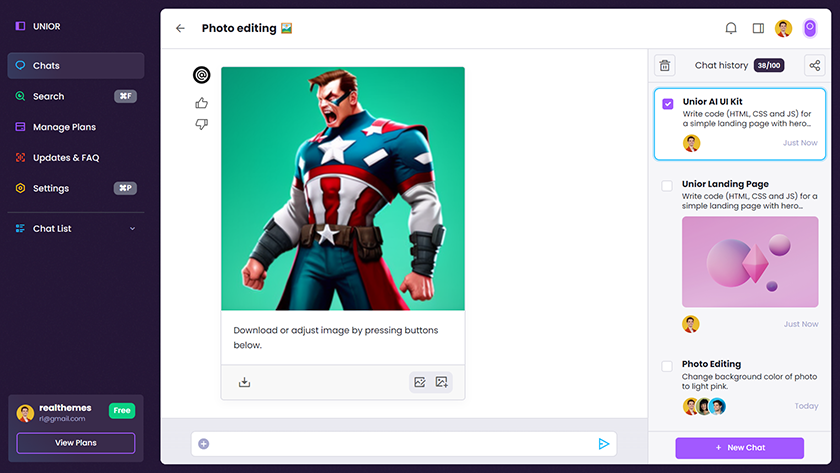 UNIOR
Chats
Search
⌘F
Manage Plans
Updates & FAQ
Settings
⌘P
Chat List
realthemes
rl@gmail.com
Free
View Plans
Photo editing
Download or adjust image by pressing buttons
below.
Chat history
38/100
Unior AI UI Kit
Write code (HTML, CSS and JS) for
a simple landing page with hero...
Just Now
Unior Landing Page
Write code (HTML, CSS and JS) for a
simple landing page with hero...
Just Now
Photo Editing
Change background color of photo
to light pink.
Today
+ New Chat